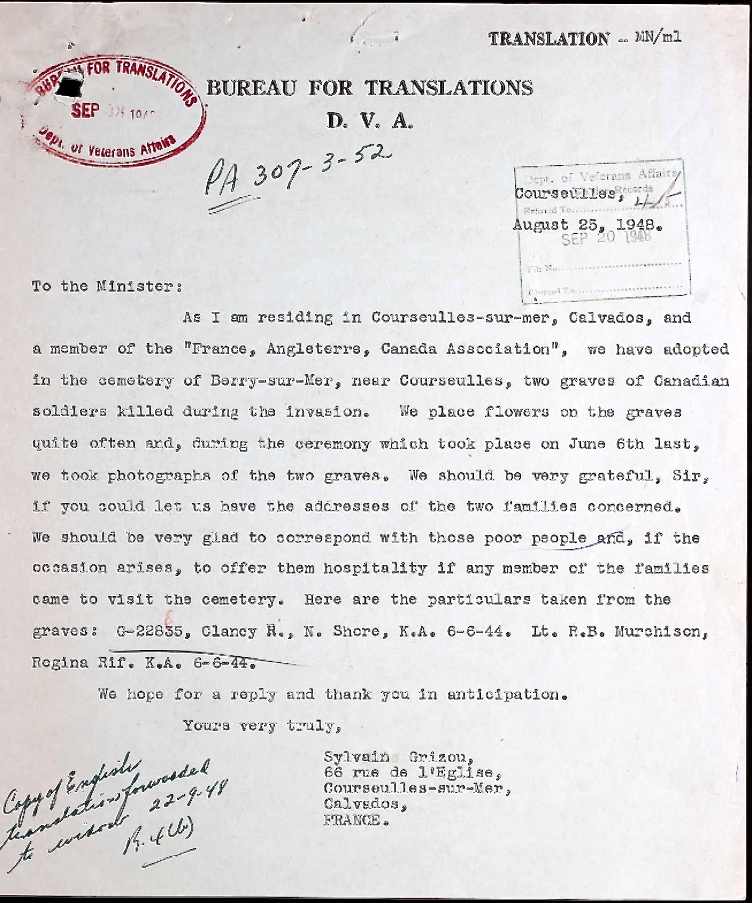 TRANSLATION - MN/ml
BUREAU FOR TRANSLATIONS
D. V. A.
BUREAU FOR TRANSLATIONS
SEP
Dept. of Veterans Affairs
PA 307-3-52
Dept. of Veterans Affairs
Records
Courseulles,
Referred To
August 25, 1948.
SEP 20 1948
File No.
To the Minister:
As I am residing in Courseulles-sur-mer, Calvados, and
a member of the "France, Angleterre, Canada Association", we have adopted
in the cemetery of Berry-sur-Mer, near Courseulles, two graves of Canadian
soldiers killed during the invasion. We place flowers on the graves
quite often and, during the ceremony which took place on June 6th last,
we took photographs of the two graves. We should be very grateful, Sir,
if you could let us have the addresses of the two families concerned.
We should be very glad to correspond with those poor people and, if the
occasion arises, to offer them hospitality if any member of the families
came to visit the cemetery. Here are the particulars taken from the
graves: G-22835, Clancy R., N. Shore, K.A. 6-6-44. Lt. R.B. Murchison,
Regina Rif. K.A. 6-6-44.
We hope for a reply and thank you in anticipation.
Yours very truly,
Sylvain Grizou,
66 rue de l'Eglise,
Courseulles-sur-Mer,
Calvados,
FRANCE.
Copy of English
translation forwarded
to widow 22-9-48
R.4(b)